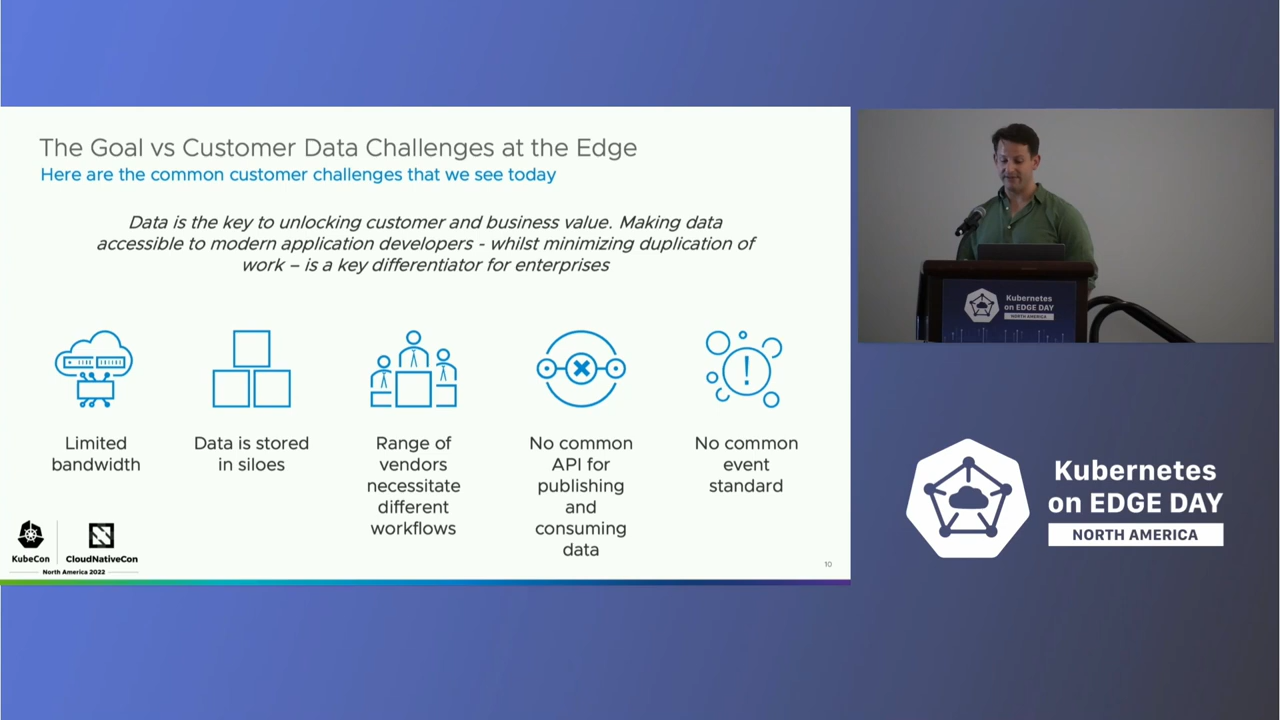 The Goal vs Customer Data Challenges at the Edge
Here are the common customer challenges that we see today
Data is the key to unlocking customer and business value. Making data
accessible to modern application developers - whilst minimizing duplication of
work – is a key differentiator for enterprises
Limited
bandwidth
Data is stored
in siloes
Range of
vendors
necessitate
different
workflows
No common
API for
publishing
and
consuming
data
No common
event
standard
KubeCon
CloudNativeCon
North America 2022
10
Kubernetes
on EDGE DAY
NORTH AMERICA
Kubernetes
on EDGE DAY
NORTH AMERICA